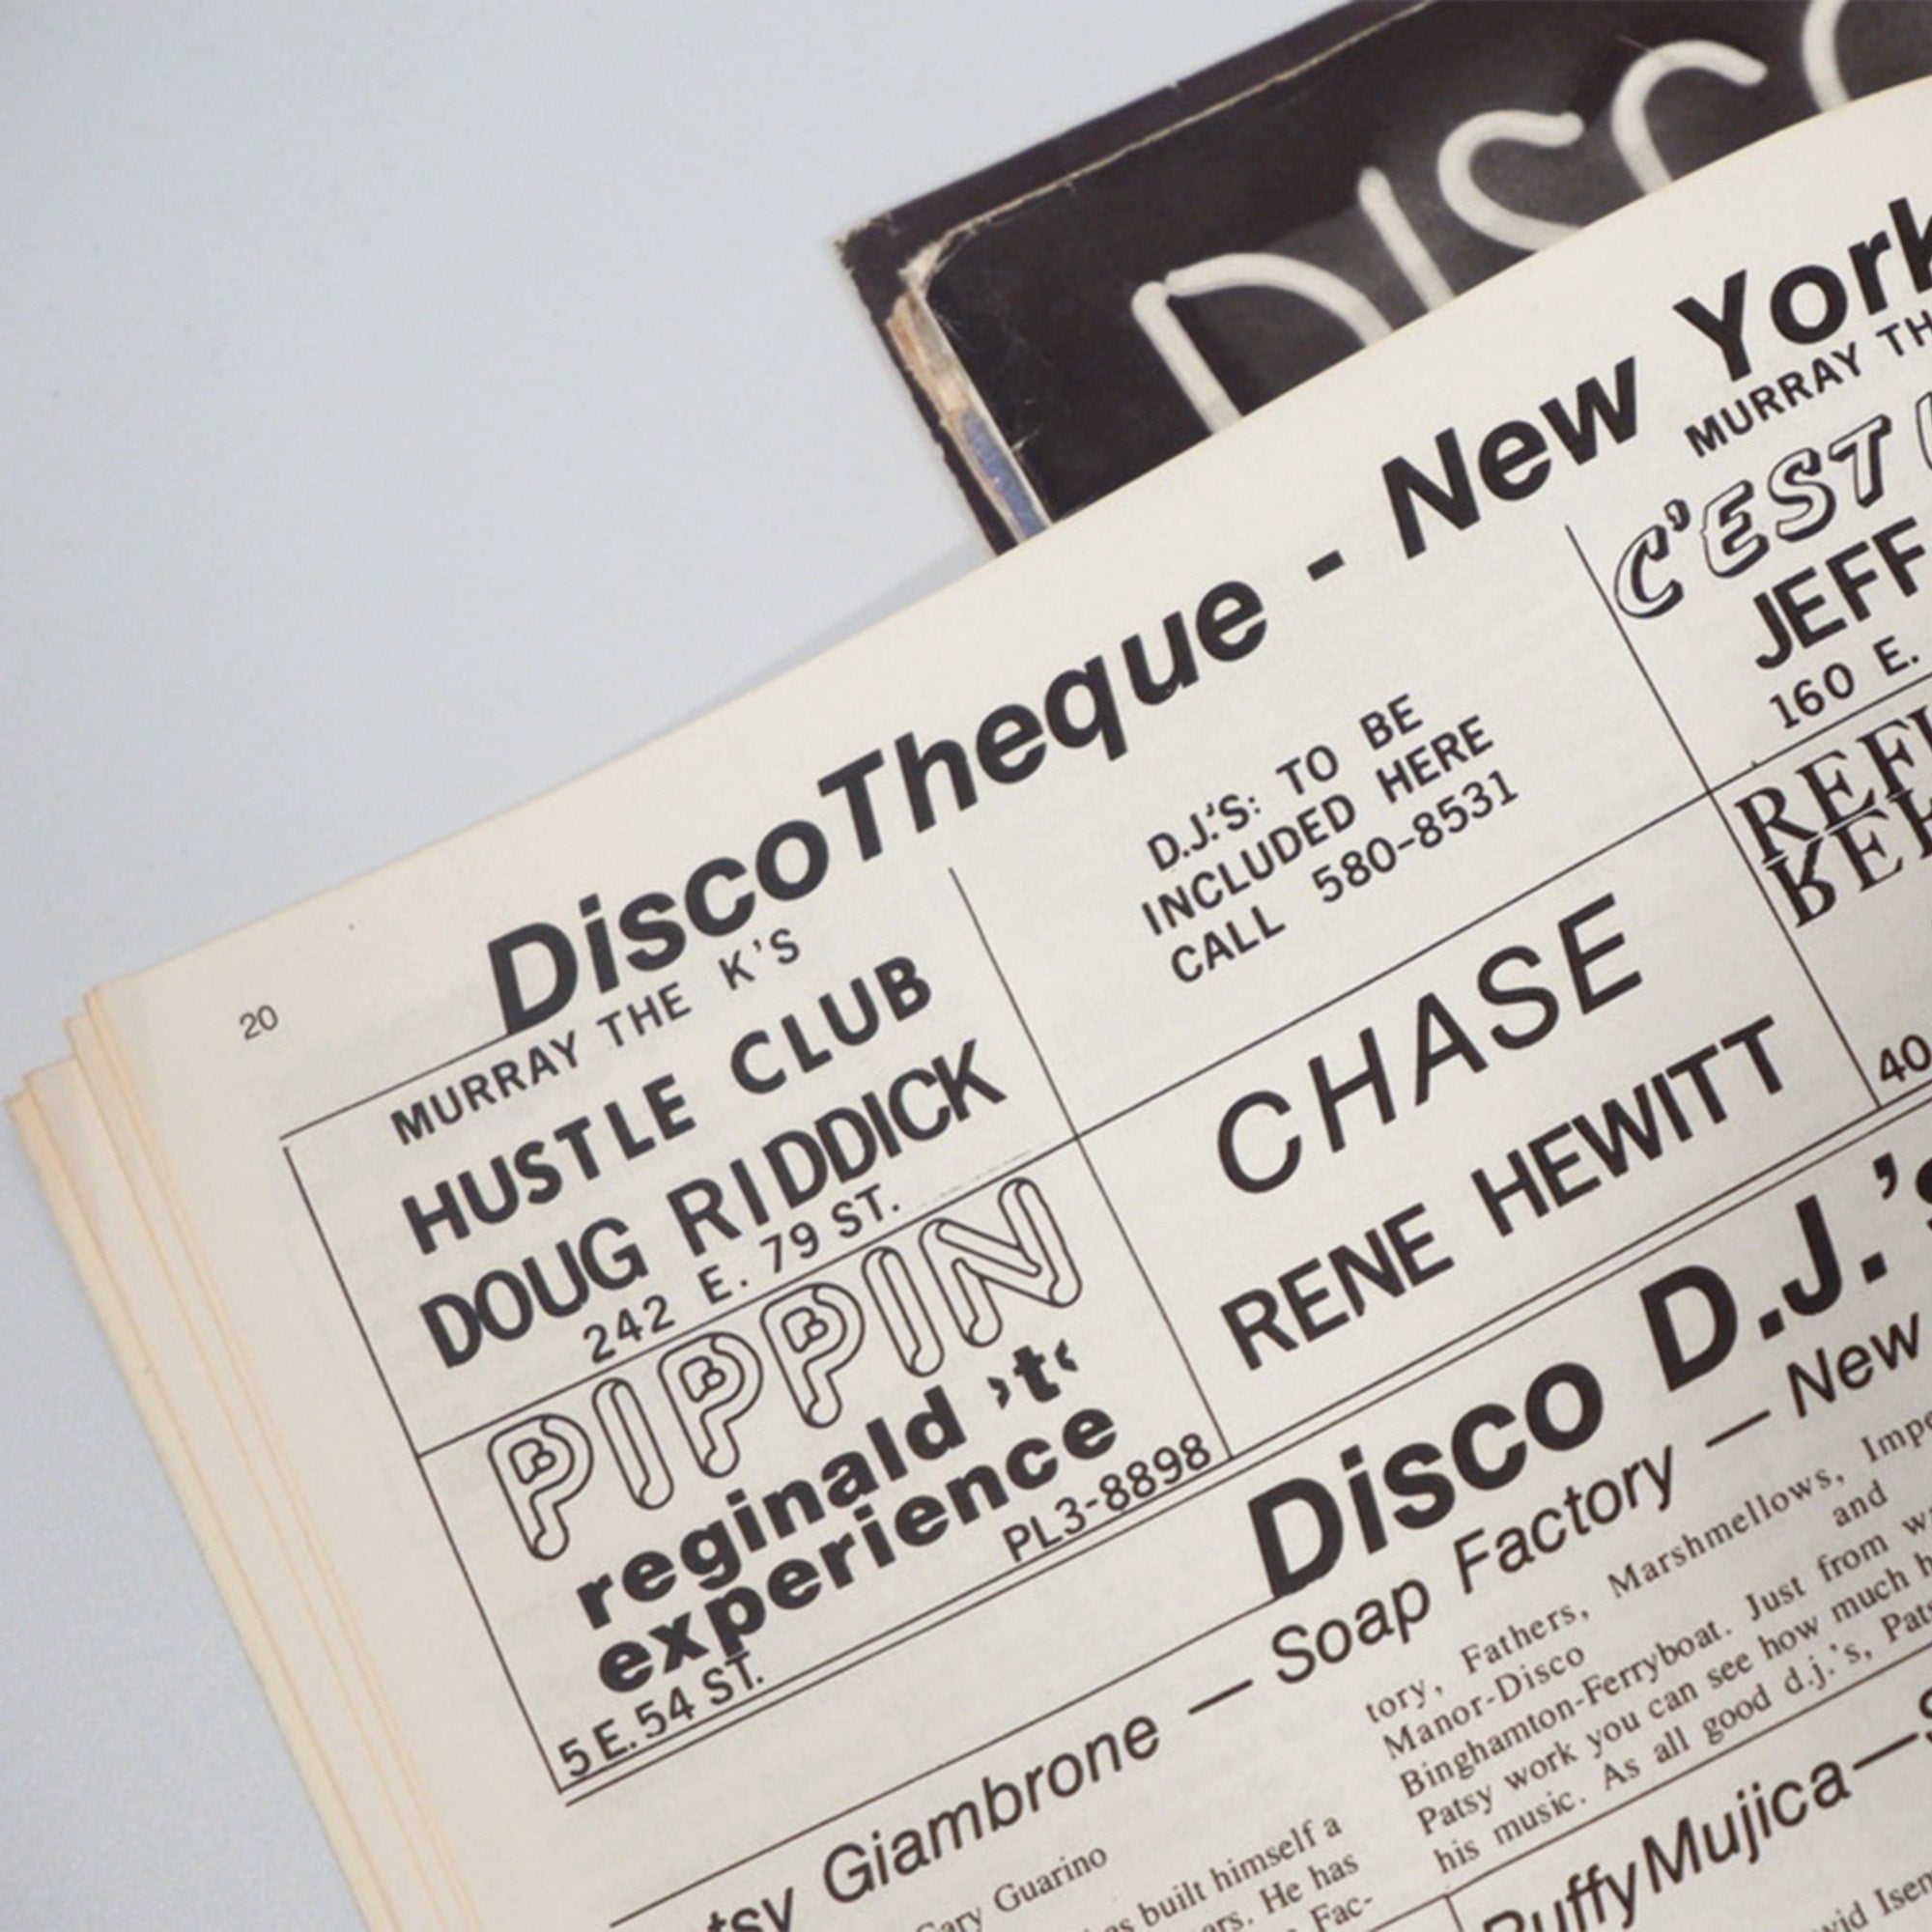 DISCO
20
DiscoTheque - New York
MURRAY THE K'S
HUSTLE CLUB
DOUG RIDDICK
242 E. 79 ST.
D.J.'S: TO BE
INCLUDED HERE
CALL 580-8531
MURRAY
C'EST
JEFF
160 E.
PIPPIN
reginald ›t‹
experience
PL3-8898
5 E. 54 ST.
CHASE
RENE HEWITT
40
Disco D.J.'s
Giambrone — Soap Factory — New
Gary Guarino
built himself a
He has
Fac-
tory, Fathers, Marshmellows,
Manor-Disco and
Binghamton-Ferryboat. Just from
Patsy work you can see how much
his music. As all good d.j.'s,
Mujica—